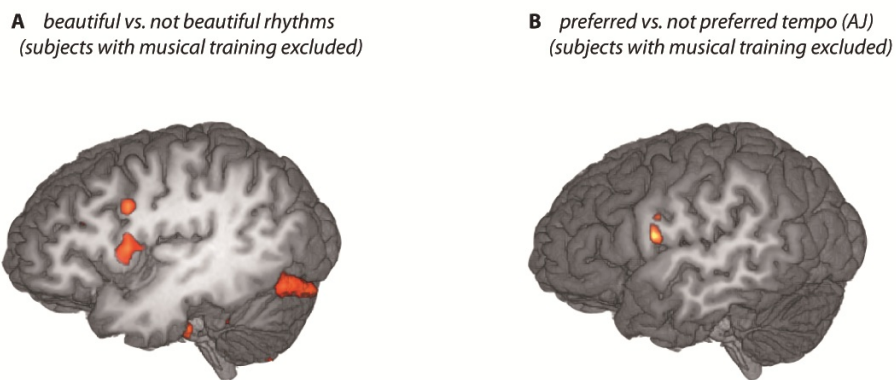 A beautiful vs. not beautiful rhythms
(subjects with musical training excluded)
B preferred vs. not preferred tempo (AJ)
(subjects with musical training excluded)